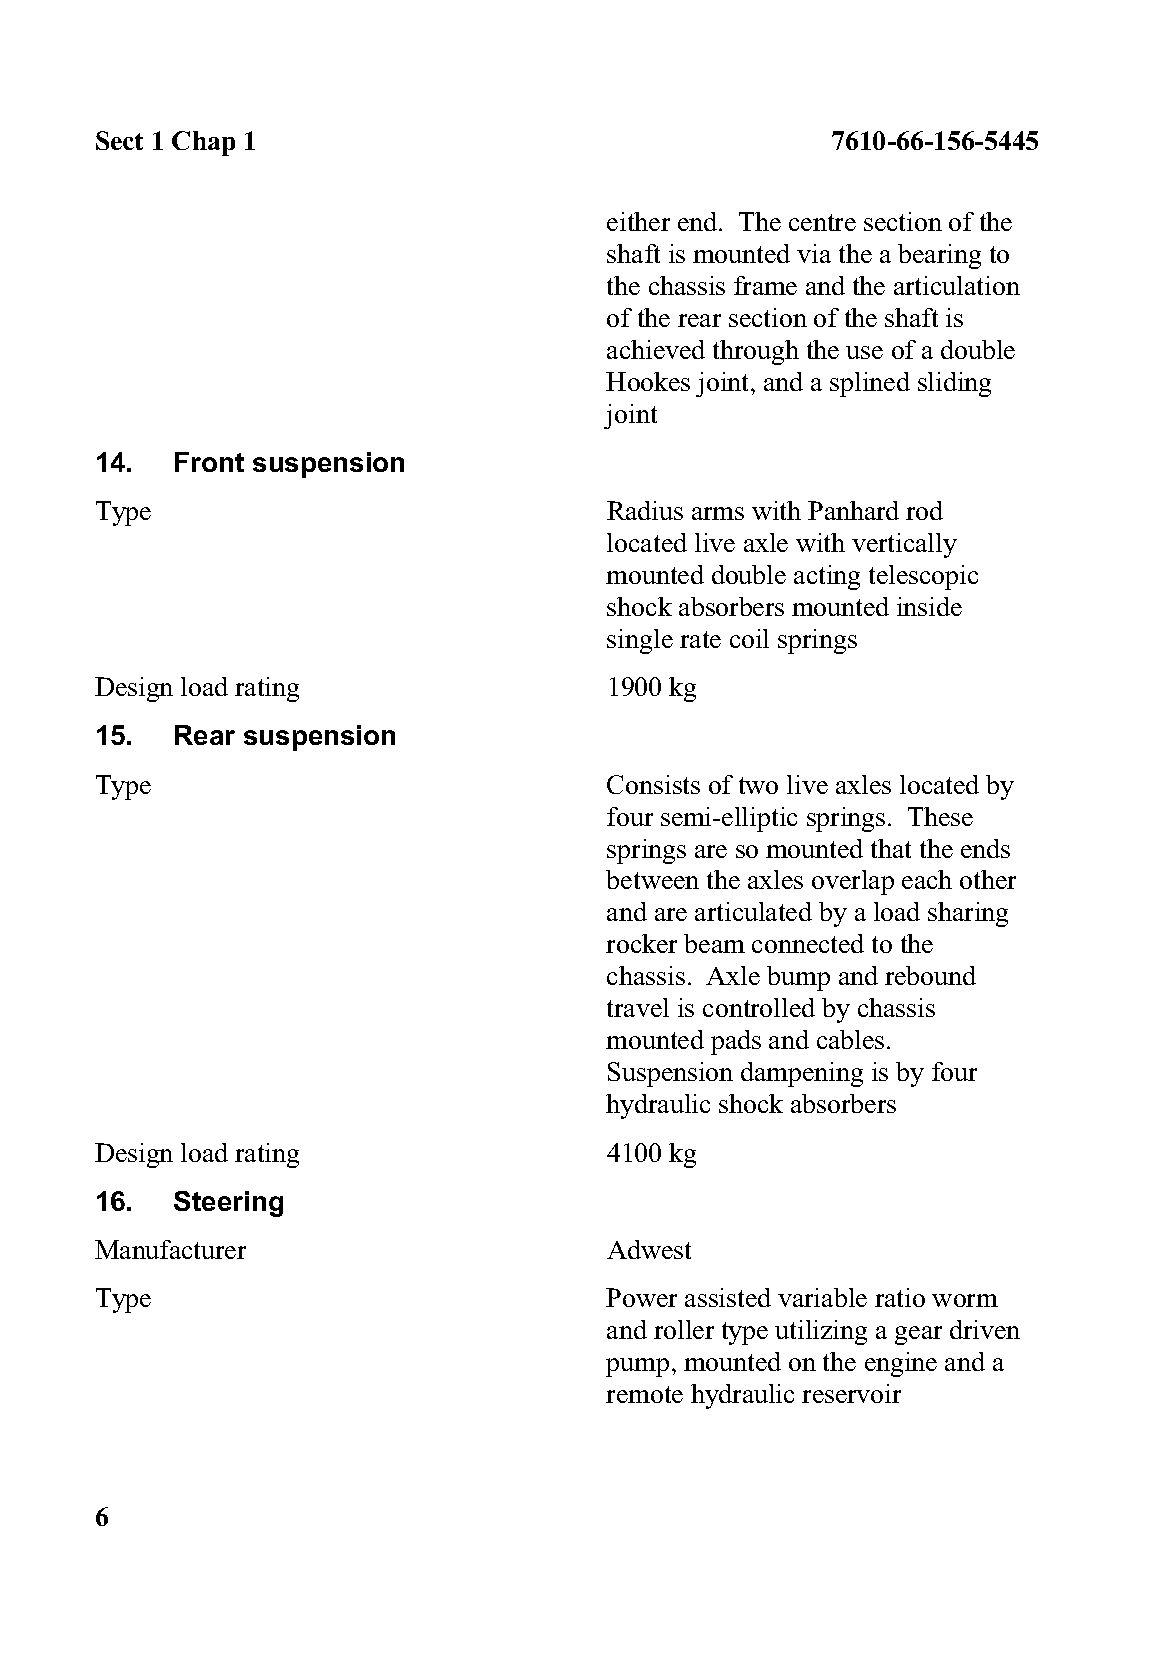 Sect 1 Chap 1 7610-66-156-5445
either end.  The centre section of the
shaft is mounted via the a bearing to
the chassis frame and the articulation
of the rear section of the shaft is
achieved through the use of a double
Hookes joint, and a splined sliding
joint
14. Front suspension
Type Radius arms with Panhard rod
located live axle with vertically
mounted double acting telescopic
shock absorbers mounted inside
single rate coil springs
Design load rating 1900 kg
15. Rear suspension
Type Consists of two live axles located by
four semi-elliptic springs.  These
springs are so mounted that the ends
between the axles overlap each other
and are articulated by a load sharing
rocker beam connected to the
chassis.  Axle bump and rebound
travel is controlled by chassis
mounted pads and cables.
Suspension dampening is by four
hydraulic shock absorbers
Design load rating 4100 kg
16. Steering
Manufacturer Adwest
Type Power assisted variable ratio worm
and roller type utilizing a gear driven
pump, mounted on the engine and a
remote hydraulic reservoir
6